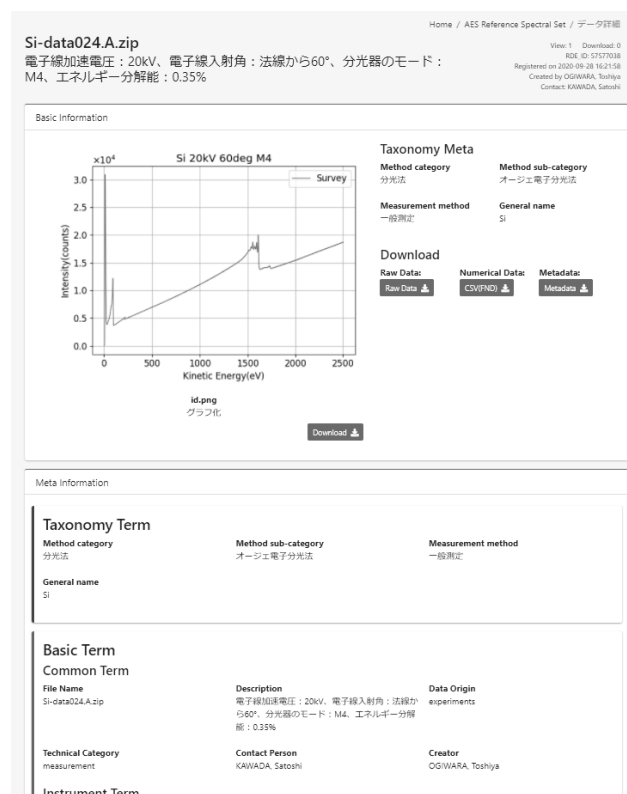 Home / AES Reference Spectral Set / データ詳細
Si-data024.A.zip
電子線加速電圧：20kV、電子線入射角：法線から60°、分光器のモード：
M4、エネルギー分解能：0.35%
View: 1 Download: 0
RDE ID: 57577038
Registered on 2020-09-28 16:21:58
Created by OGIWARA, Toshiya
Contact: KAWADA, Satoshi
Basic Information
×10⁴
Si 20kV 60deg M4
Survey
3.0
2.5
2.0
1.5
1.0
0.5
0.0
Intensity(counts)
0 500 1000 1500 2000 2500
Kinetic Energy(eV)
id.png
グラフ化
Download
Taxonomy Meta
Method category
分光法
Method sub-category
オージェ電子分光法
Measurement method
一般測定
General name
Si
Download
Raw Data:
Raw Data
Numerical Data:
CSV(FND)
Metadata:
Metadata
Meta Information
Taxonomy Term
Method category
分光法
Method sub-category
オージェ電子分光法
Measurement method
一般測定
General name
Si
Basic Term
Common Term
File Name
Si-data024.A.zip
Description
電子線加速電圧：20kV、電子線入射角：法線か
ら60°、分光器のモード：M4、エネルギー分解
能：0.35%
Data Origin
experiments
Technical Category
measurement
Contact Person
KAWADA, Satoshi
Creator
OGIWARA, Toshiya
Instrument Term